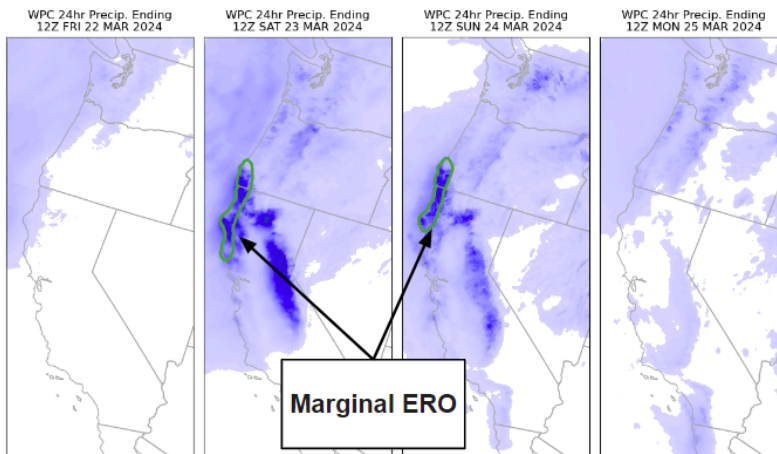 WPC 24hr Precip. Ending
12Z FRI 22 MAR 2024
WPC 24hr Precip. Ending
12Z SAT 23 MAR 2024
WPC 24hr Precip. Ending
12Z SUN 24 MAR 2024
WPC 24hr Precip. Ending
12Z MON 25 MAR 2024
Marginal ERO